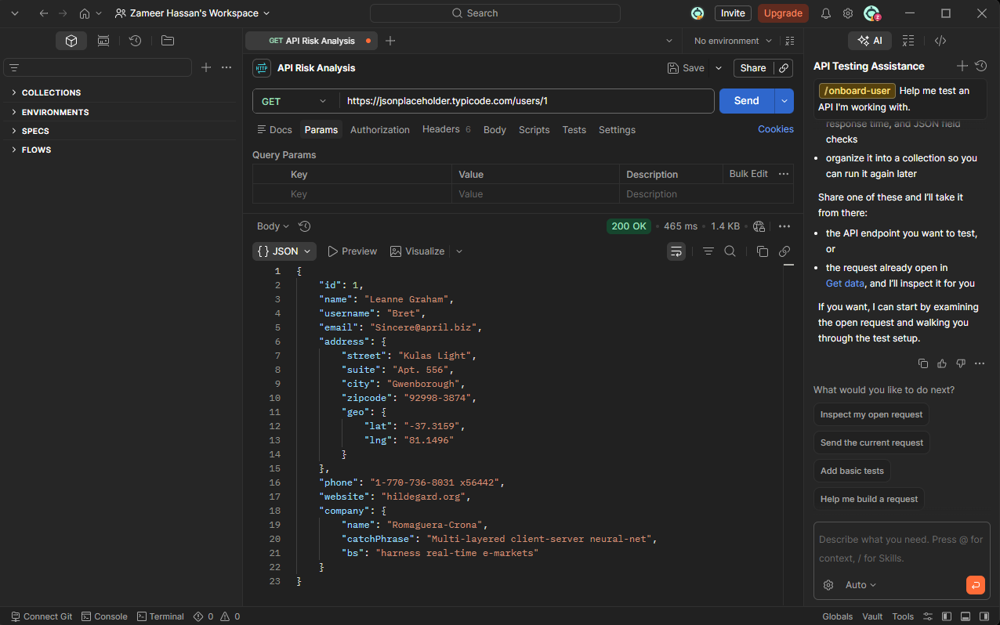 Zameer Hassan's Workspace
Search
Invite
Upgrade
2
GET API Risk Analysis
No environment
AI
HTTP
API Risk Analysis
Save
Share
COLLECTIONS
ENVIRONMENTS
SPECS
FLOWS
GET
https://jsonplaceholder.typicode.com/users/1
Send
Docs Params Authorization Headers 6 Body Scripts Tests Settings Cookies
Query Params
Key Value Description Bulk Edit
Key Value Description
Body
200 OK • 465 ms • 1.4 KB
{} JSON Preview Visualize
1 {
2 "id": 1,
3 "name": "Leanne Graham",
4 "username": "Bret",
5 "email": "Sincere@april.biz",
6 "address": {
7 "street": "Kulas Light",
8 "suite": "Apt. 556",
9 "city": "Gwenborough",
10 "zipcode": "92998-3874",
11 "geo": {
12 "lat": "-37.3159",
13 "lng": "81.1496"
14 }
15 },
16 "phone": "1-770-736-8031 x56442",
17 "website": "hildegard.org",
18 "company": {
19 "name": "Romaguera-Crona",
20 "catchPhrase": "Multi-layered client-server neural-net",
21 "bs": "harness real-time e-markets"
22 }
23 }
API Testing Assistance
/onboard-user Help me test an
API I'm working with.
response time, and JSON field
checks
• organize it into a collection so you
can run it again later
Share one of these and I'll take it
from there:
• the API endpoint you want to test,
or
• the request already open in
Get data, and I'll inspect it for you
If you want, I can start by examining
the open request and walking you
through the test setup.
What would you like to do next?
Inspect my open request
Send the current request
Add basic tests
Help me build a request
Describe what you need. Press @ for
context, / for Skills.
Auto
Connect Git Console Terminal 0 0
Globals Vault Tools